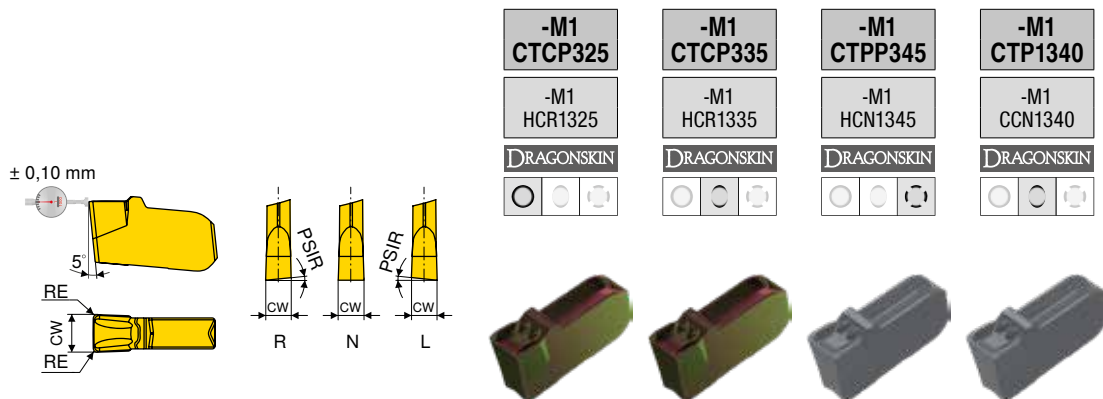 -M1
CTCP325
-M1
CTCP335
-M1
CTPP345
-M1
CTP1340
-M1
HCR1325
-M1
HCR1335
-M1
HCN1345
-M1
CCN1340
DRAGONSKIN
DRAGONSKIN
DRAGONSKIN
DRAGONSKIN
± 0,10 mm
5°
RE
CW
RE
PSIR
CW
R
CW
N
PSIR
CW
L